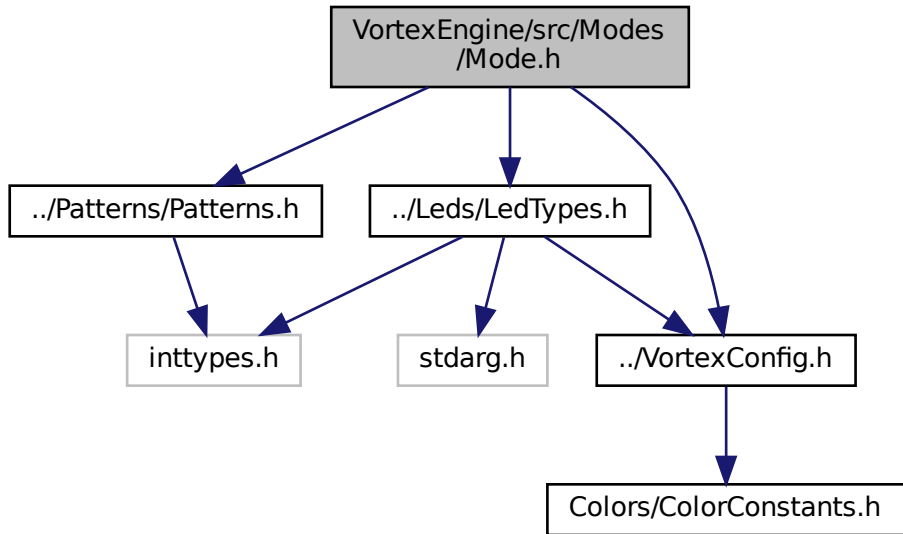 VortexEngine/src/Modes
/Mode.h
../Patterns/Patterns.h
../Leds/LedTypes.h
inttypes.h
stdarg.h
../VortexConfig.h
Colors/ColorConstants.h